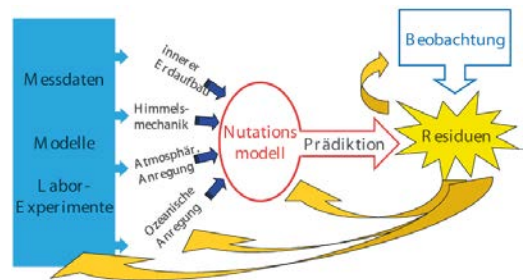 Messdaten
Modelle
Labor-
Experimente
innerer
Erdaufbau
Himmels-
mechanik
Atmosphär.
Anregung
Ozeanische
Anregung
Nutations
modell
Prädiktion
Beobachtung
Residuen